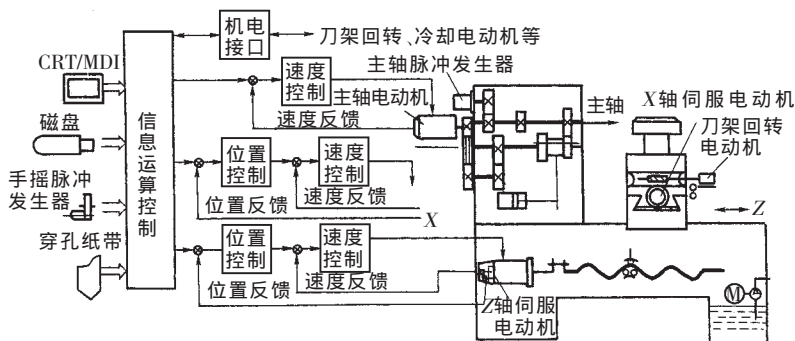 机电
接口
刀架回转、冷却电动机等
CRT/MDI
速度
控制
主轴脉冲发生器
主轴电动机
速度反馈
主轴
X轴伺服电动机
刀架回转
电动机
磁盘
信息运算控制
位置
控制
速度
控制
速度反馈
位置反馈
X
手摇脉冲
发生器
Z
穿孔纸带
位置
控制
速度
控制
速度反馈
位置反馈
Z轴伺服
电动机
M